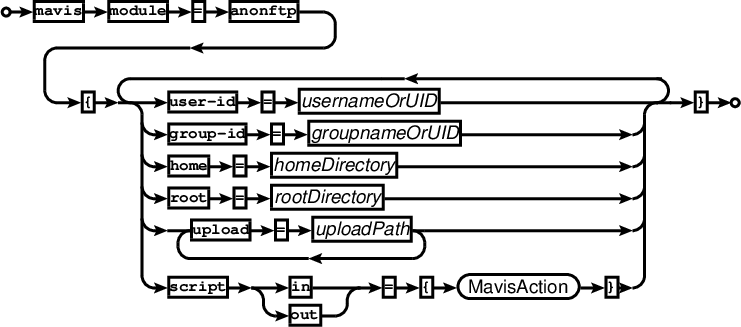 mavis module = anonftp
{ user-id = usernameOrUID }
group-id = groupnameOrUID
home = homeDirectory
root = rootDirectory
upload = uploadPath
script in = { MavisAction }
out